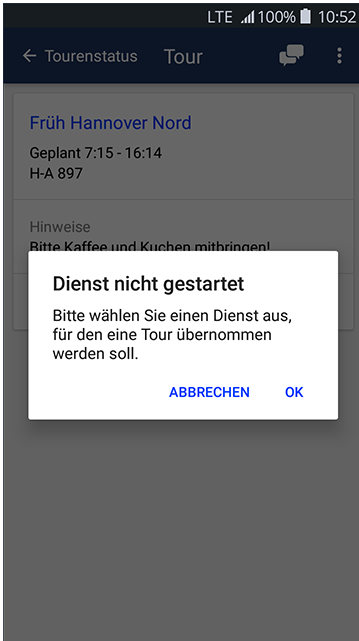 LTE 100% 10:52
Tourenstatus Tour
Früh Hannover Nord
Geplant 7:15 - 16:14
H-A 897
Hinweise
Bitte Kaffee und Kuchen mitbringen!
Dienst nicht gestartet
Bitte wählen Sie einen Dienst aus,
für den eine Tour übernommen
werden soll.
ABBRECHEN OK